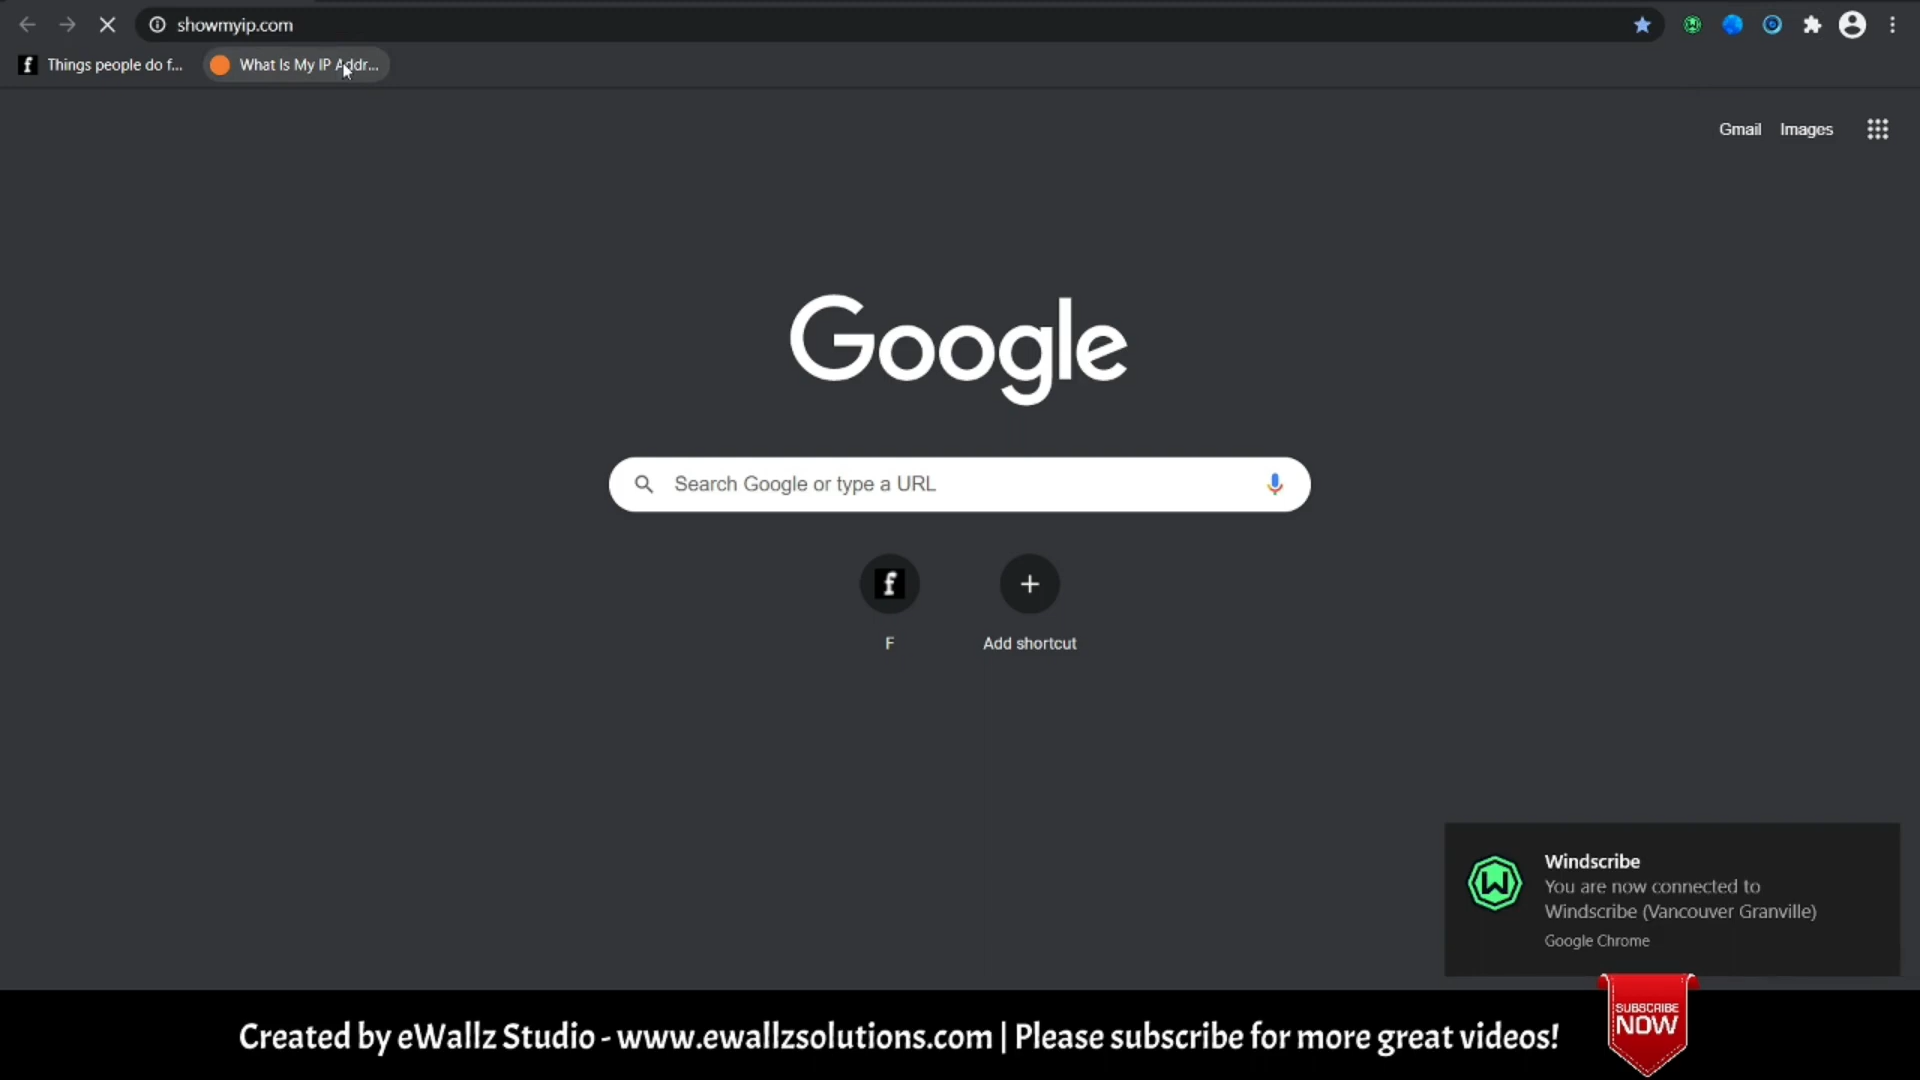 showmyip.com
Things people do f...
What Is My IP Addr...
Gmail Images
Google
Search Google or type a URL
F
Add shortcut
Windscribe
You are now connected to
Windscribe (Vancouver Granville)
Google Chrome
Created by eWallz Studio - www.ewallzsolutions.com | Please subscribe for more great videos!
SUBSCRIBE
NOW